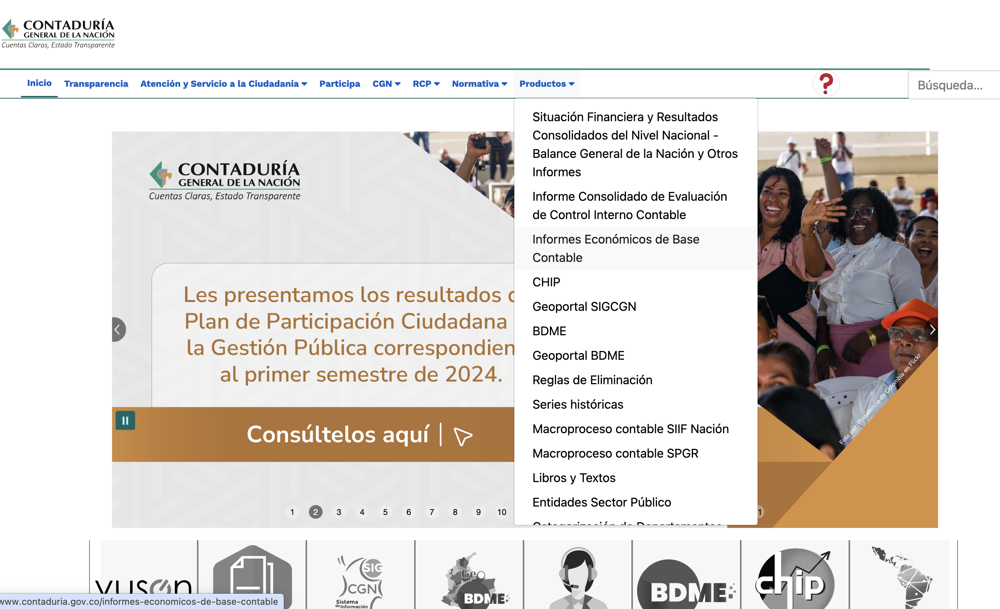 CONTADURÍA
GENERAL DE LA NACIÓN
Cuentas Claras, Estado Transparente
Inicio
Transparencia
Atención y Servicio a la Ciudadanía
Participa
CGN
RCP
Normativa
Productos
?
Búsqueda...
Situación Financiera y Resultados
Consolidados del Nivel Nacional -
Balance General de la Nación y Otros
Informes
Informe Consolidado de Evaluación
de Control Interno Contable
Informes Económicos de Base
Contable
CHIP
Geoportal SIGCGN
BDME
Geoportal BDME
Reglas de Eliminación
Series históricas
Macroproceso contable SIIF Nación
Macroproceso contable SPGR
Libros y Textos
Entidades Sector Público
Categorización de Departamentos
CONTADURÍA
GENERAL DE LA NACIÓN
Cuentas Claras, Estado Transparente
Les presentamos los resultados
Plan de Participación Ciudadana
la Gestión Pública correspondien
al primer semestre de 2024.
Consúltelos aquí
Foto por: Presidencia de Colombia en Flickr
1 2 3 4 5 6 7 8 9 10 1
SIG
CGN
Sistema
de Información
Geo
BDME
BDME
chip
www.contaduria.gov.co/informes-economicos-de-base-contable